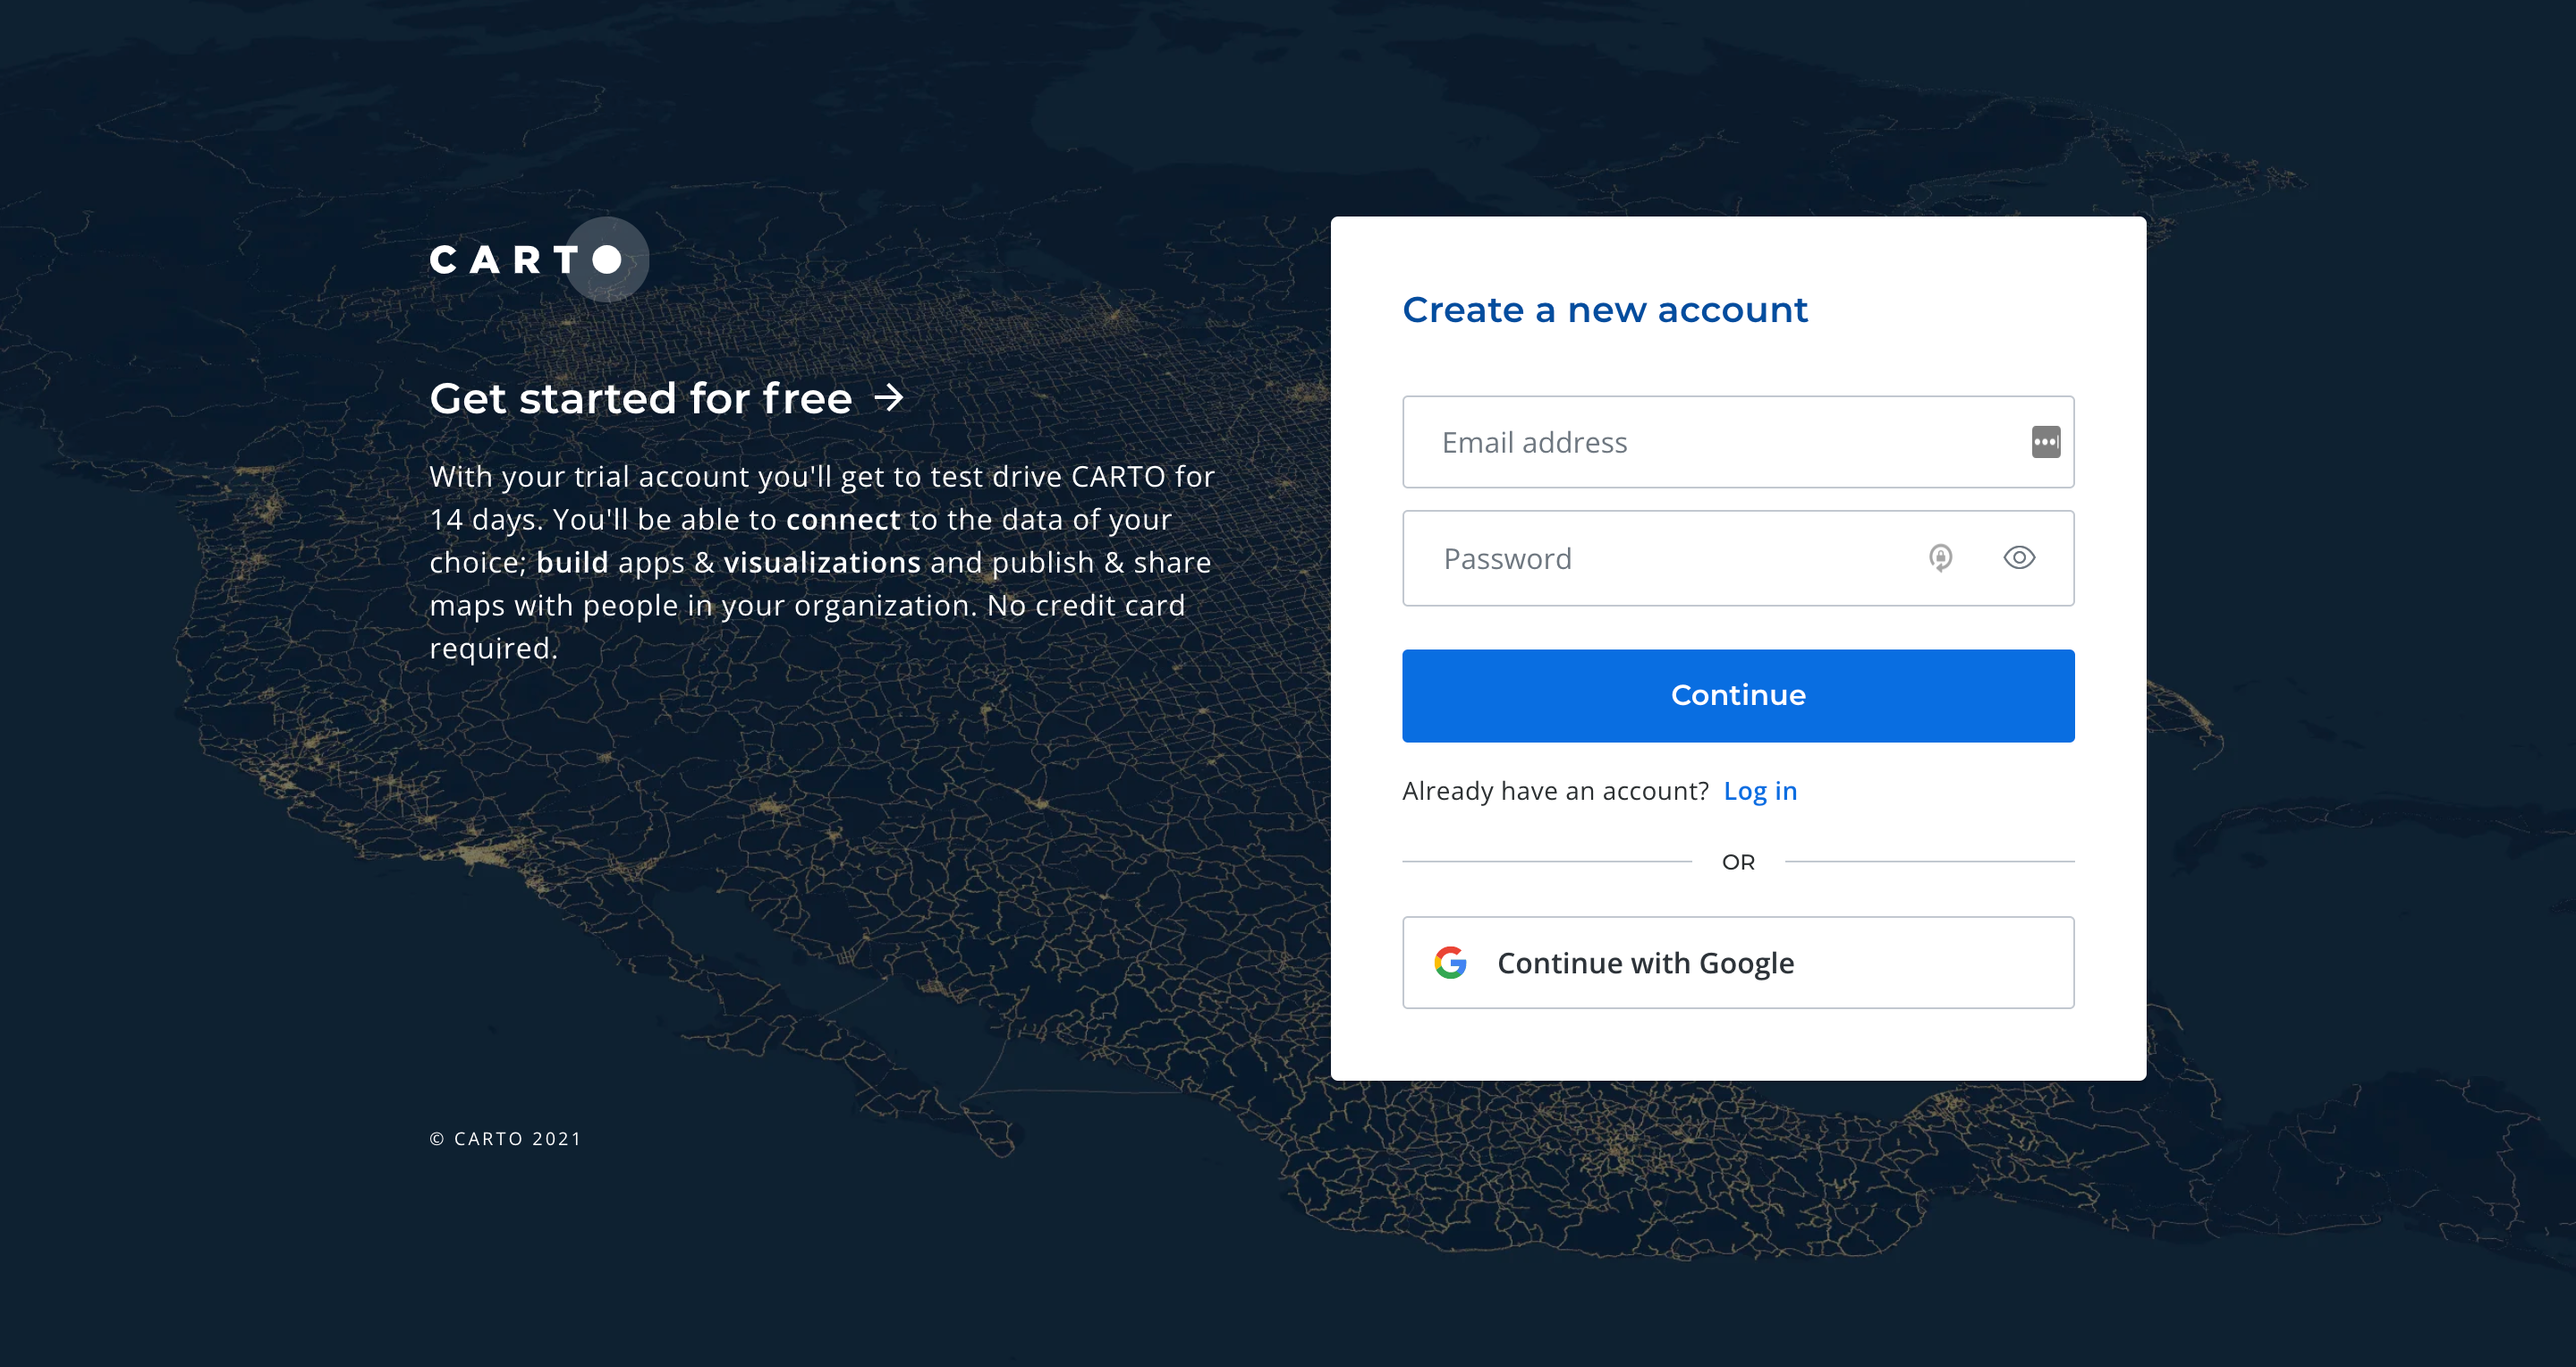 CARTO
Get started for free →
With your trial account you'll get to test drive CARTO for
14 days. You'll be able to connect to the data of your
choice; build apps & visualizations and publish & share
maps with people in your organization. No credit card
required.
© CARTO 2021
Create a new account
Email address
Password
Continue
Already have an account? Log in
OR
Continue with Google